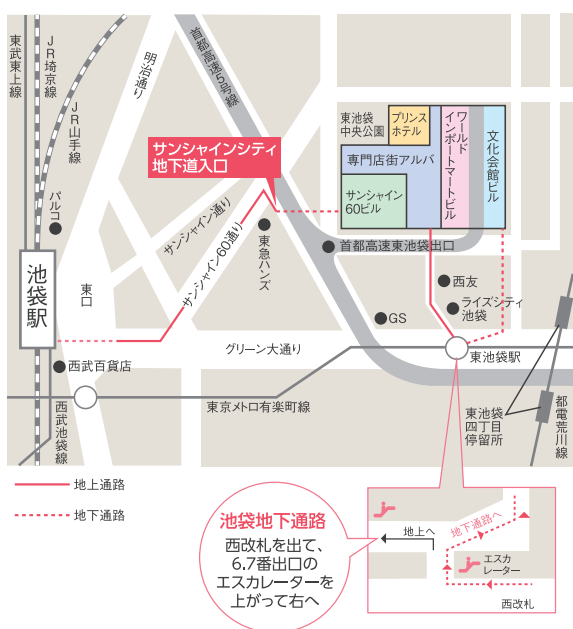 東武東上線
JR埼京線
JR山手線
明治通り
首都高速5号線
サンシャインシティ
地下道入口
東池袋
中央公園
プリンス
ホテル
専門店街アルパ
サンシャイン
60ビル
ワールド
インポートマートビル
文化会館ビル
パルコ
池袋駅
東口
サンシャイン通り
サンシャイン60通り
東急ハンズ
首都高速東池袋出口
西友
ライズシティ
池袋
GS
グリーン大通り
東池袋駅
西武百貨店
西武池袋線
東京メトロ有楽町線
東池袋
四丁目
停留所
都電荒川線
地上通路
地下通路
池袋地下通路
西改札を出て、
6.7番出口の
エスカレーターを
上がって右へ
地上へ
地下通路へ
エスカ
レーター
西改札